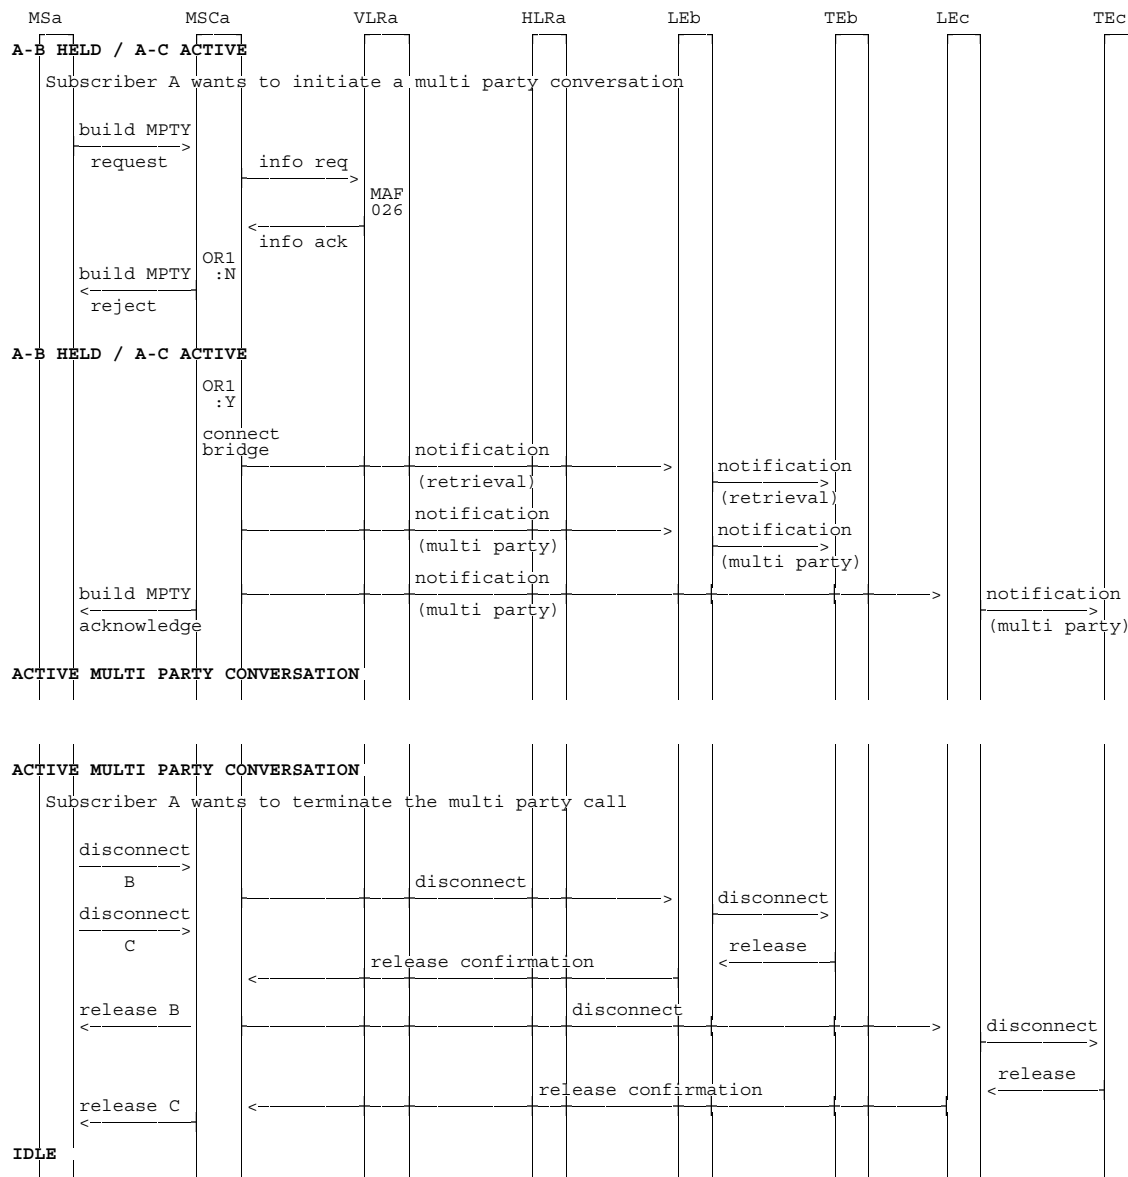 MSa MSCa VLRa HLRa LEb TEb LEc TEc
A-B HELD / A-C ACTIVE
Subscriber A wants to initiate a multi party conversation
build MPTY
request info req
MAF
026
info ack
OR1
build MPTY :N
reject
A-B HELD / A-C ACTIVE
OR1
:Y
connect
bridge notification
notification
(retrieval)
(retrieval)
notification
notification
(multi party)
(multi party)
notification
build MPTY notification
(multi party)
acknowledge (multi party)
ACTIVE MULTI PARTY CONVERSATION
ACTIVE MULTI PARTY CONVERSATION
Subscriber A wants to terminate the multi party call
disconnect
B disconnect
disconnect
disconnect
C release
release confirmation
release B disconnect
disconnect
release
release confirmation
release C
IDLE